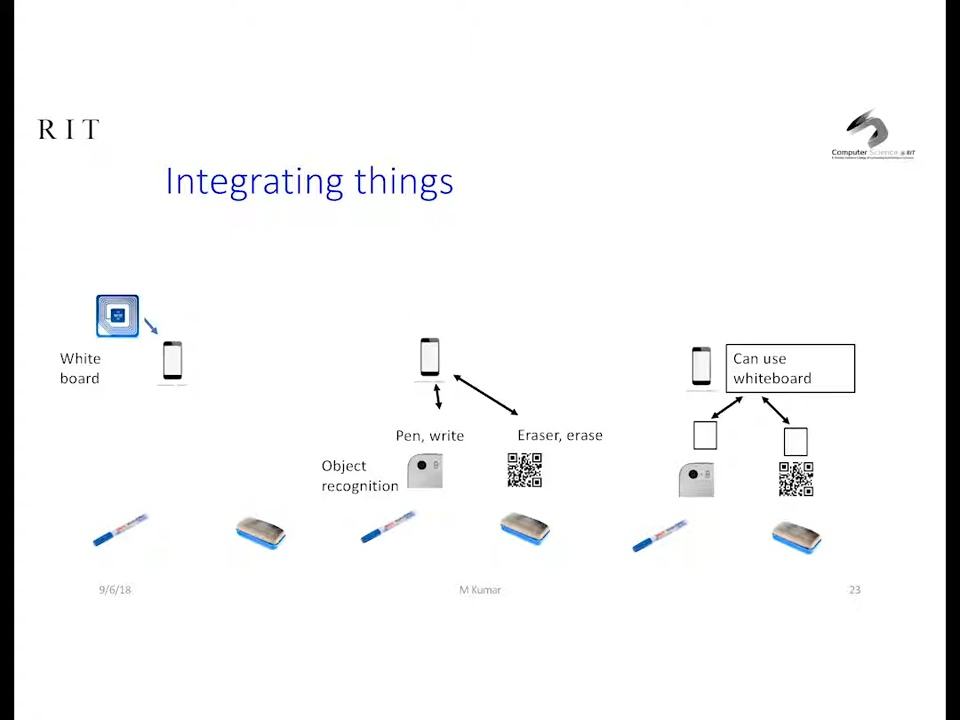 R I T
Computer Science @ RIT
Integrating things
White
board
Can use
whiteboard
Pen, write
Eraser, erase
Object
recognition
9/6/18
M Kumar
23